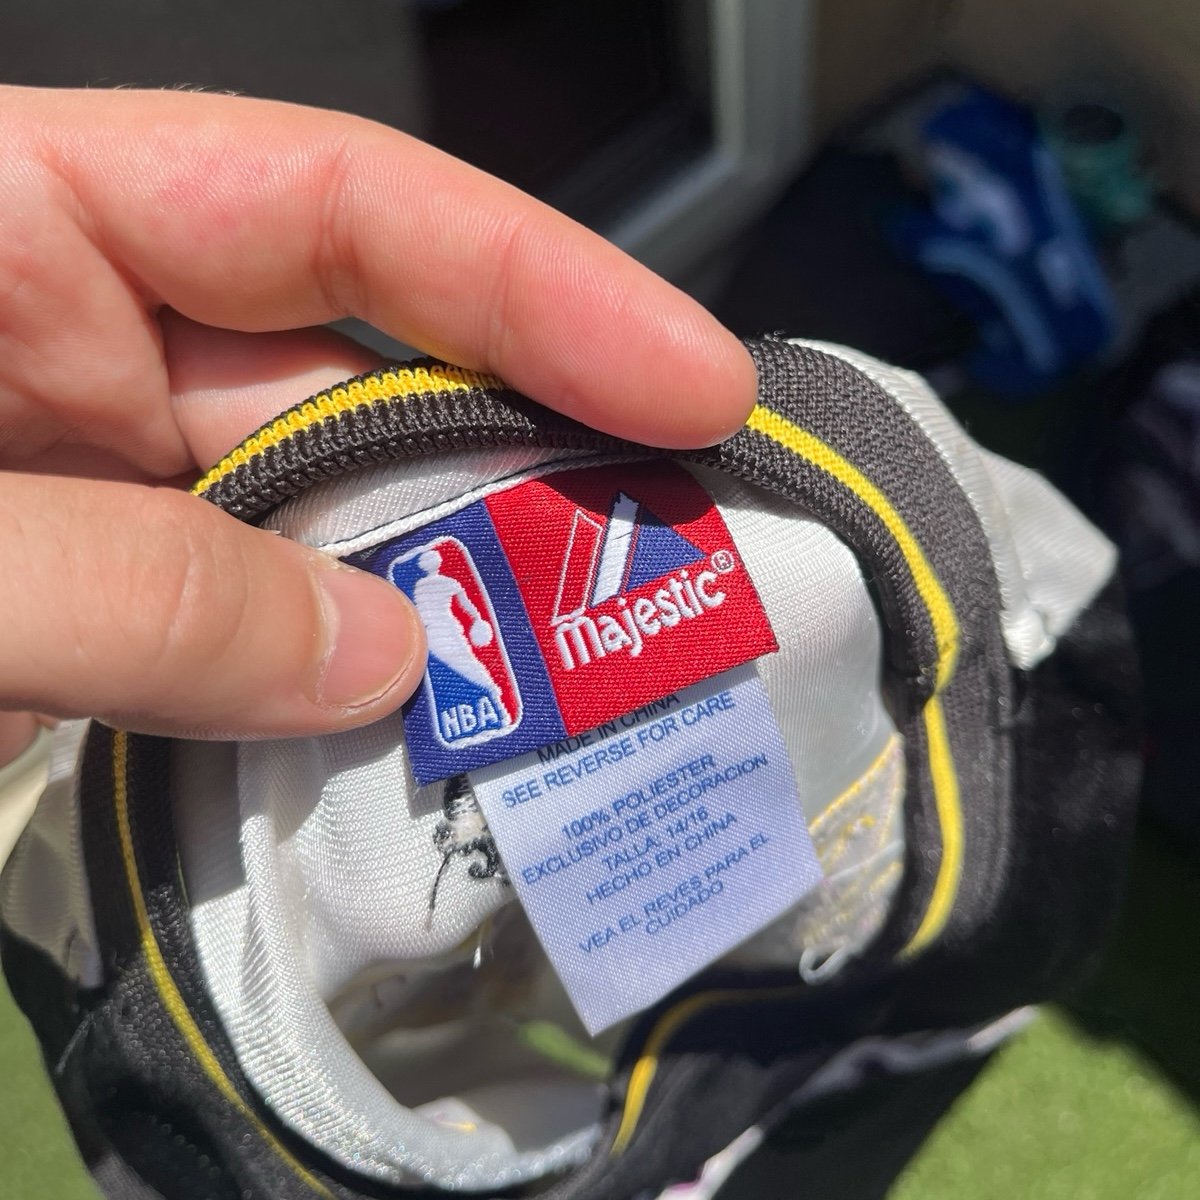 NBA
Majestic®
MADE IN CHINA
SEE REVERSE FOR CARE
100% POLIESTER
EXCLUSIVO DE DECORACION
TALLA: 14/16
HECHO EN CHINA
VEA EL REVES PARA EL
CUIDADO